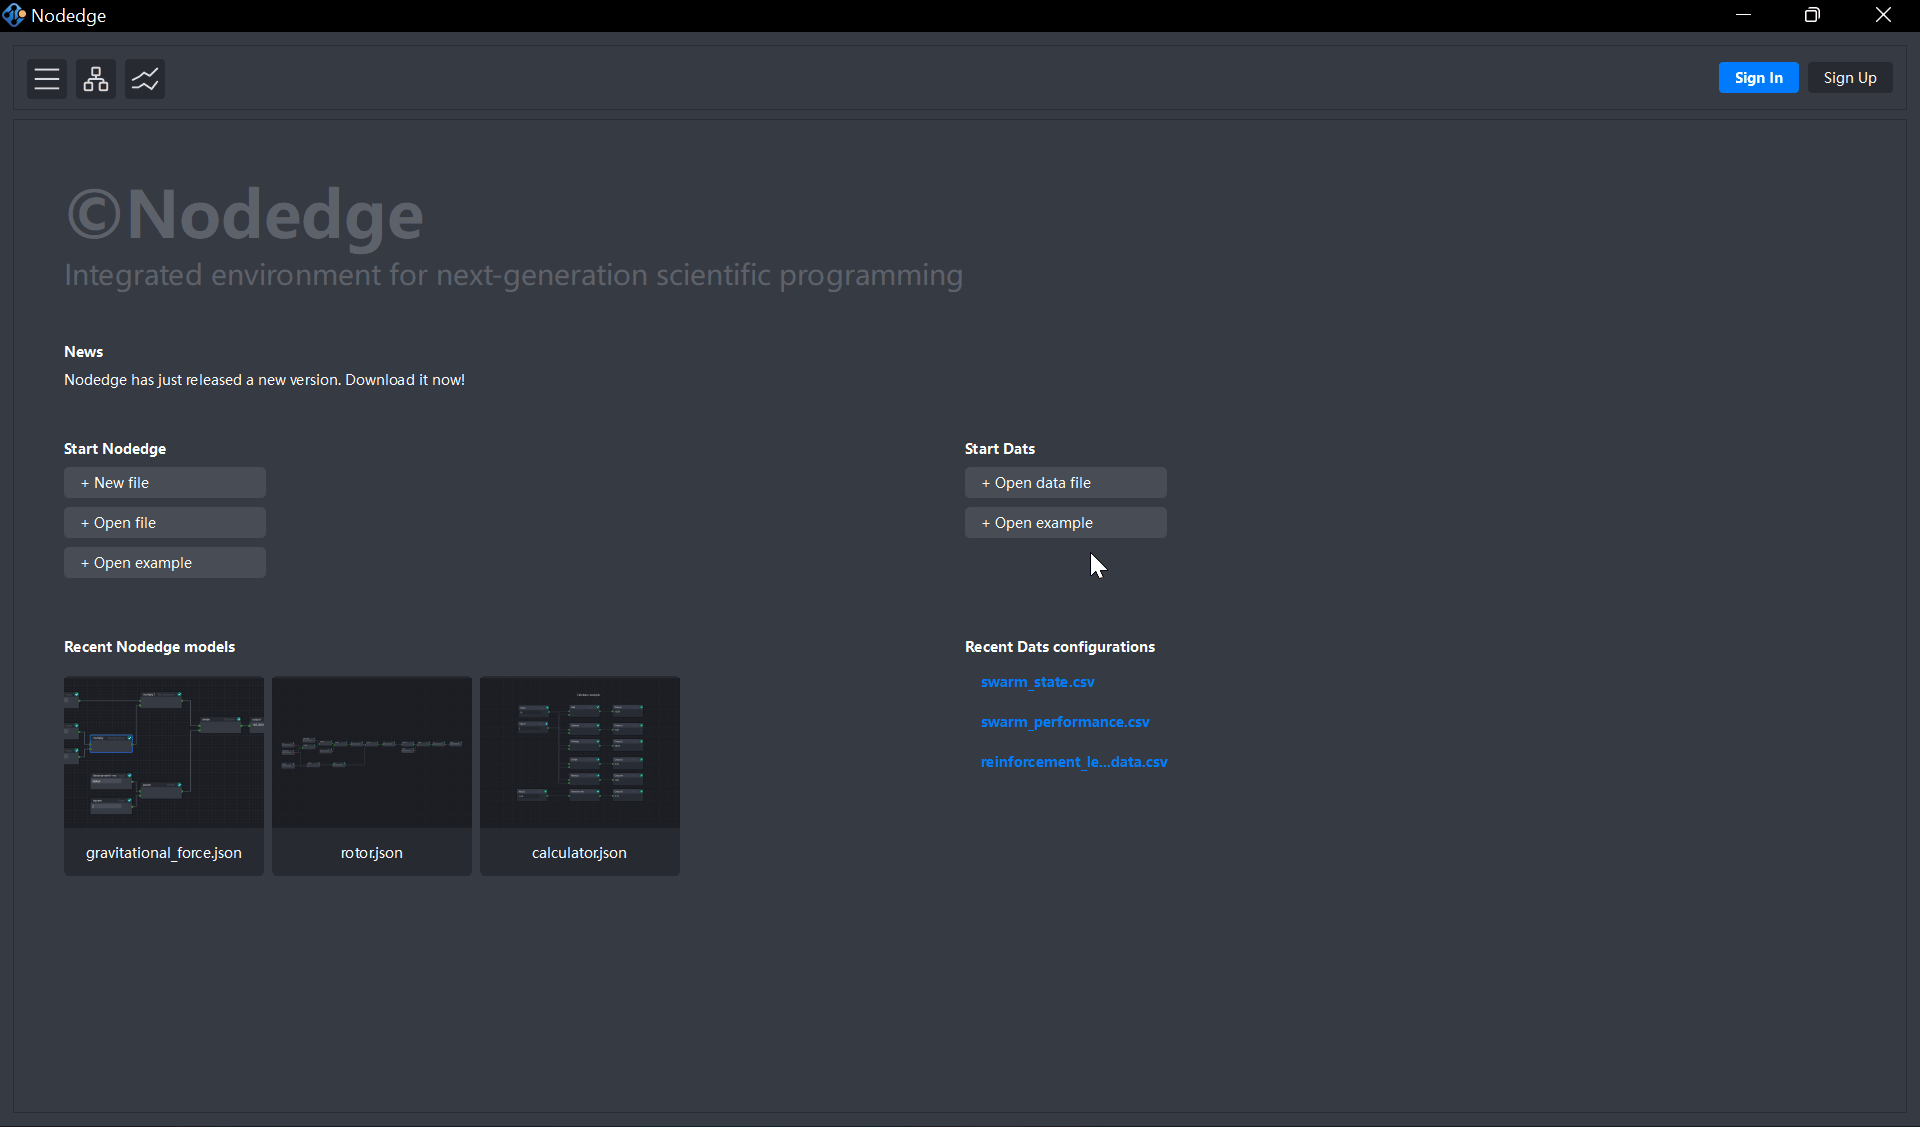 Nodedge
Sign In
Sign Up
©Nodedge
Integrated environment for next-generation scientific programming
News
Nodedge has just released a new version. Download it now!
Start Nodedge
+ New file
+ Open file
+ Open example
Start Dats
+ Open data file
+ Open example
Recent Nodedge models
gravitational_force.json
rotor.json
calculator.json
Recent Dats configurations
swarm_state.csv
swarm_performance.csv
reinforcement_le...data.csv